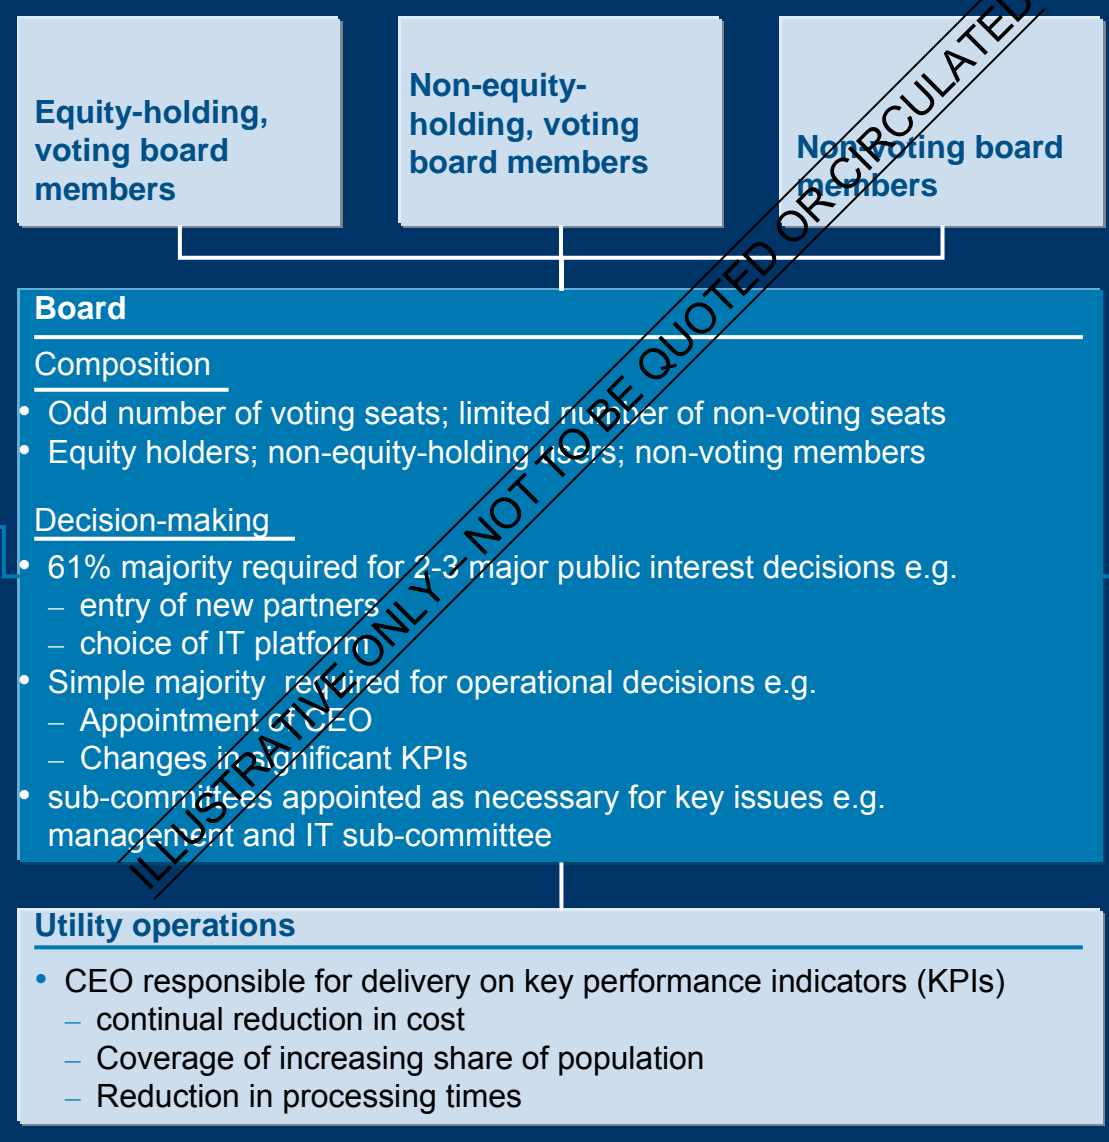 Equity-holding,
voting board
members
Non-equity-
holding, voting
board members
Non-voting board
members
Board
Composition
• Odd number of voting seats; limited number of non-voting seats
• Equity holders; non-equity-holding users; non-voting members
Decision-making
• 61% majority required for 2-3 major public interest decisions e.g.
– entry of new partners
– choice of IT platform
• Simple majority  required for operational decisions e.g.
– Appointment of CEO
– Changes in significant KPIs
• sub-committees appointed as necessary for key issues e.g.
management and IT sub-committee
Utility operations
• CEO responsible for delivery on key performance indicators (KPIs)
– continual reduction in cost
– Coverage of increasing share of population
– Reduction in processing times
ILLUSTRATIVE ONLY – NOT TO BE QUOTED OR CIRCULATED